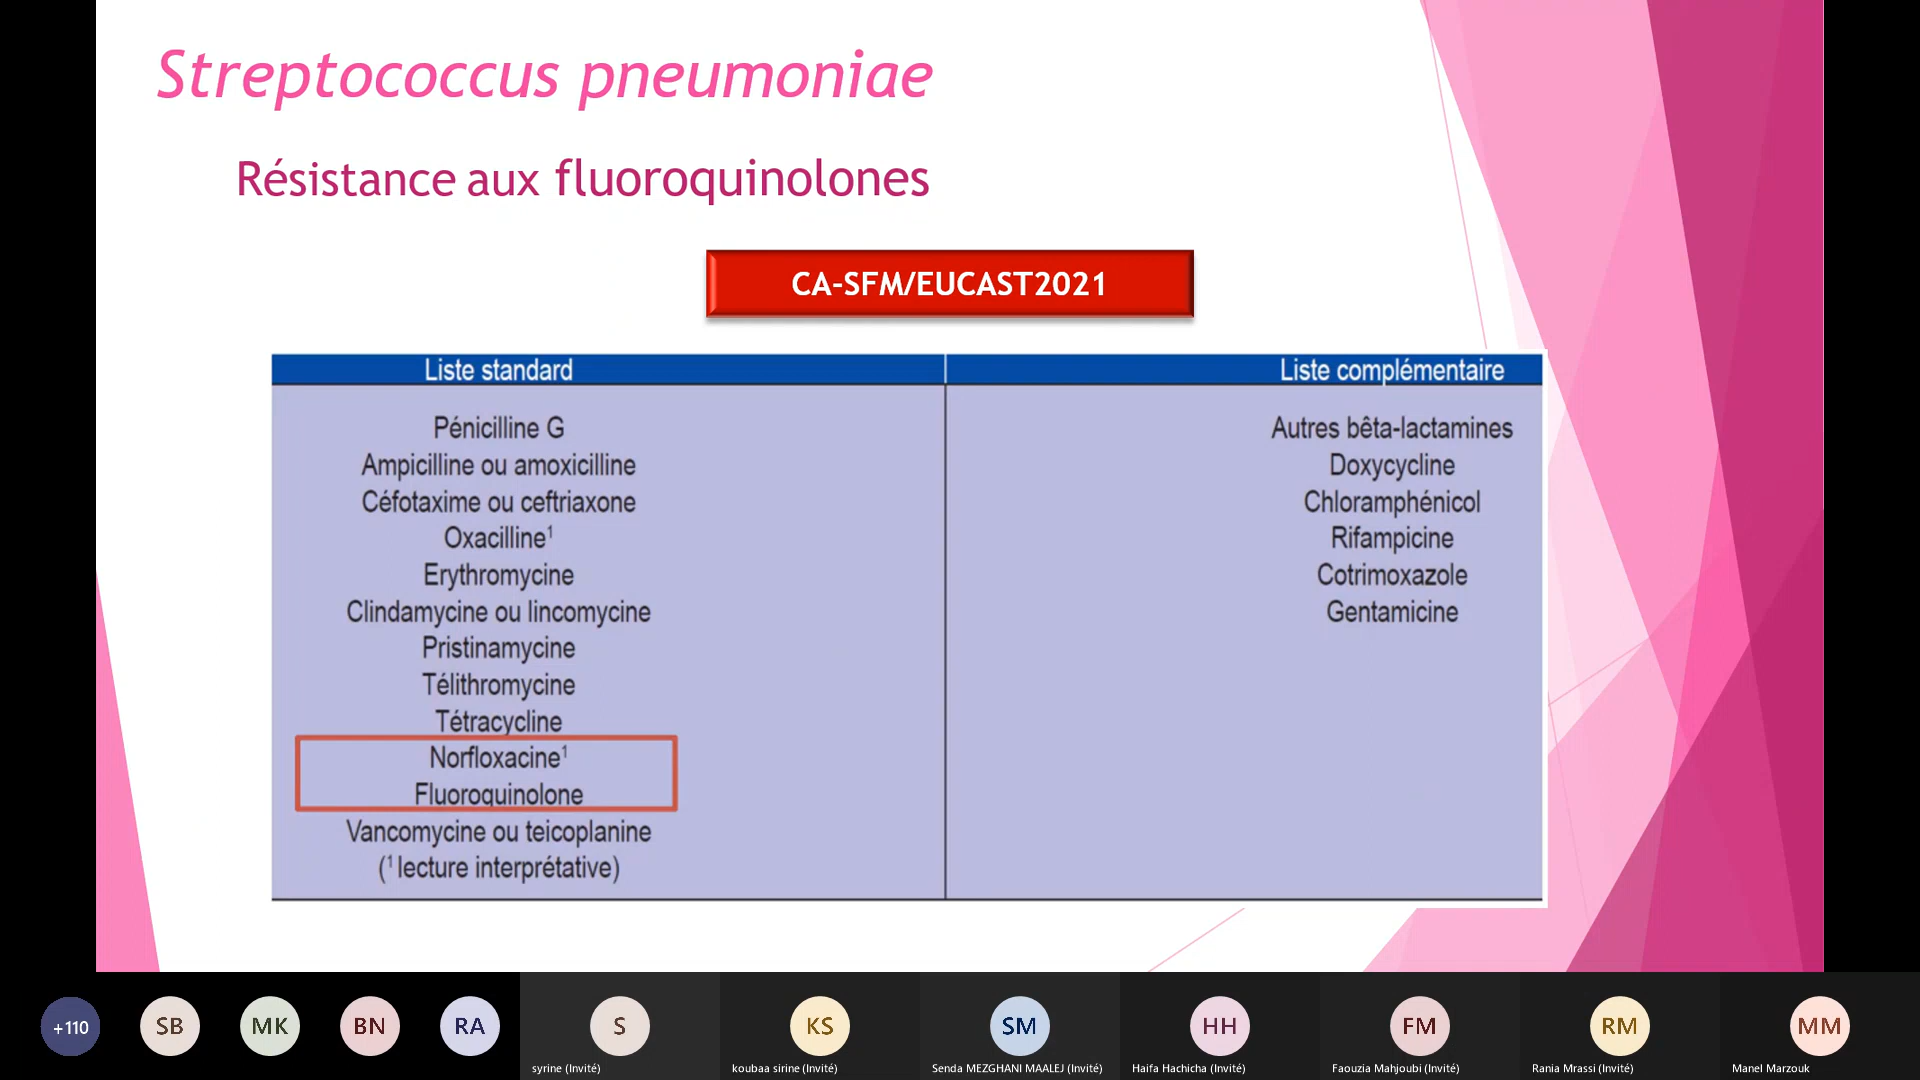 Streptococcus pneumoniae
Résistance aux fluoroquinolones
CA-SFM/EUCAST2021
Liste standard
Pénicilline G
Ampicilline ou amoxicilline
Céfotaxime ou ceftriaxone
Oxacilline¹
Erythromycine
Clindamycine ou lincomycine
Pristinamycine
Télithromycine
Tétracycline
Norfloxacine¹
Fluoroquinolone
Vancomycine ou teicoplanine
(¹ lecture interprétative)
Liste complémentaire
Autres bêta-lactamines
Doxycycline
Chloramphénicol
Rifampicine
Cotrimoxazole
Gentamicine
+110
SB
MK
BN
RA
S
syrine (Invité)
KS
koubaa sirine (Invité)
SM
Senda MEZGHANI MAALEJ (Invité)
HH
Haifa Hachicha (Invité)
FM
Faouzia Mahjoubi (Invité)
RM
Rania Mrassi (Invité)
MM
Manel Marzouk